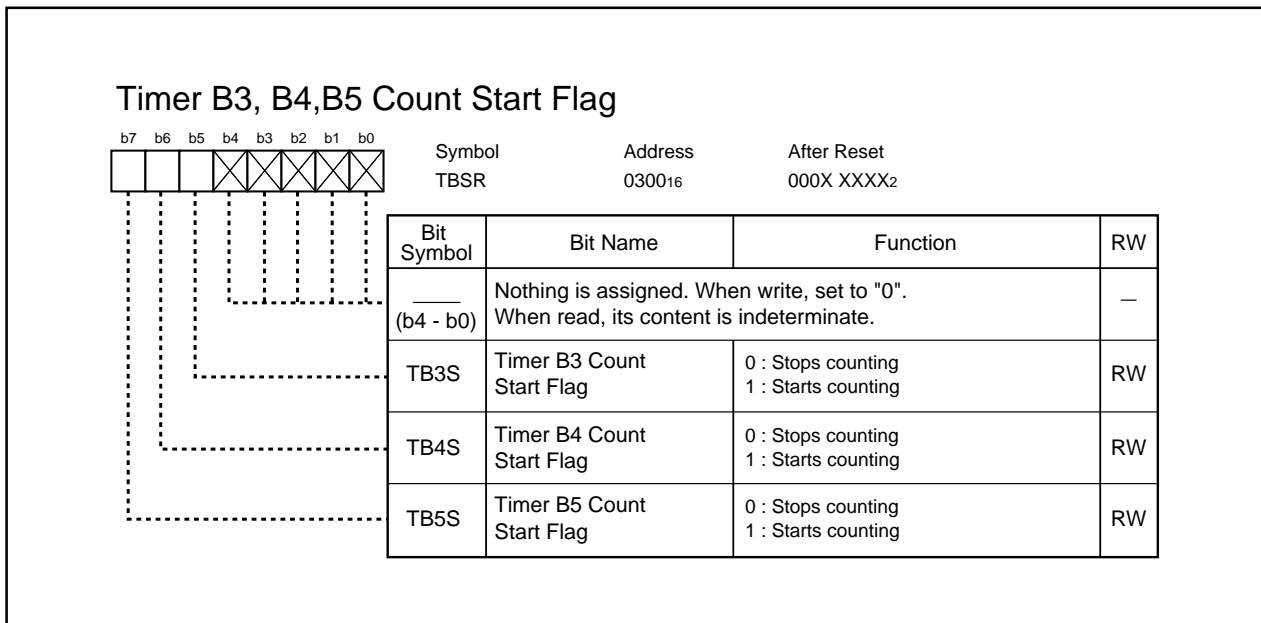 Timer B3, B4,B5 Count Start Flag
b7 b6 b5 b4 b3 b2 b1 b0
Symbol Address After Reset
TBSR 030016 000X XXXX2
Bit Symbol Bit Name Function RW
____ (b4 - b0) Nothing is assigned. When write, set to "0".
When read, its content is indeterminate. —
TB3S Timer B3 Count Start Flag 0 : Stops counting
1 : Starts counting RW
TB4S Timer B4 Count Start Flag 0 : Stops counting
1 : Starts counting RW
TB5S Timer B5 Count Start Flag 0 : Stops counting
1 : Starts counting RW